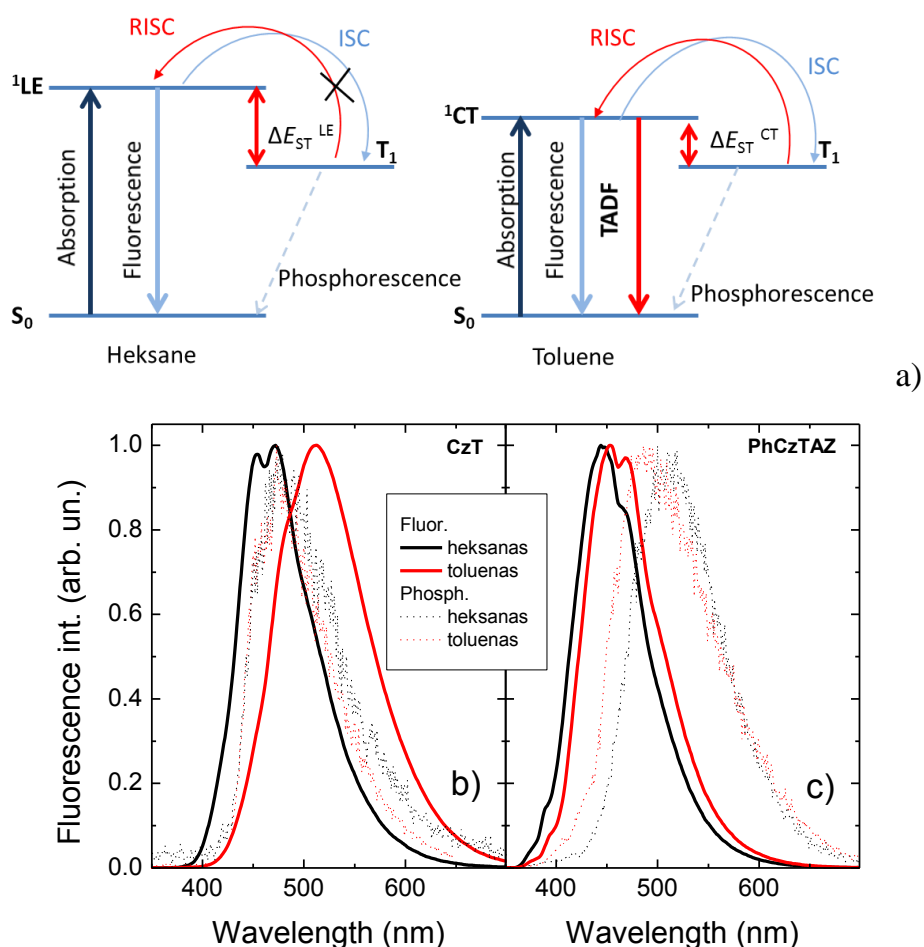 RISC
ISC
¹LE
ΔE_ST ^LE
T₁
Absorption
Fluorescence
Phosphorescence
S₀
Heksane
RISC
ISC
¹CT
ΔE_ST ^CT
T₁
Absorption
Fluorescence
TADF
Phosphorescence
S₀
Toluene
a)
Fluorescence int. (arb. un.)
1.0
0.8
0.6
0.4
0.2
0.0
CzT
PhCzTAZ
Fluor.
heksanas
toluenas
Phosph.
heksanas
toluenas
b)
c)
400
500
600
400
500
600
Wavelength (nm)
Wavelength (nm)